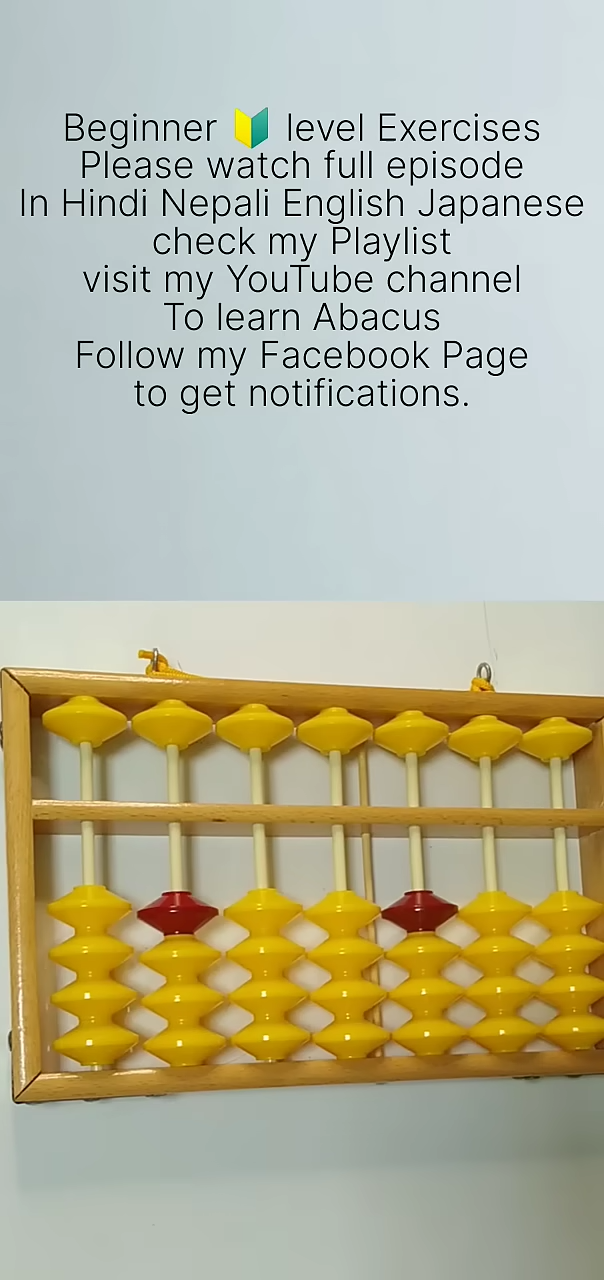 Beginner 🔰 level Exercises
Please watch full episode
In Hindi Nepali English Japanese
check my Playlist
visit my YouTube channel
To learn Abacus
Follow my Facebook Page
to get notifications.